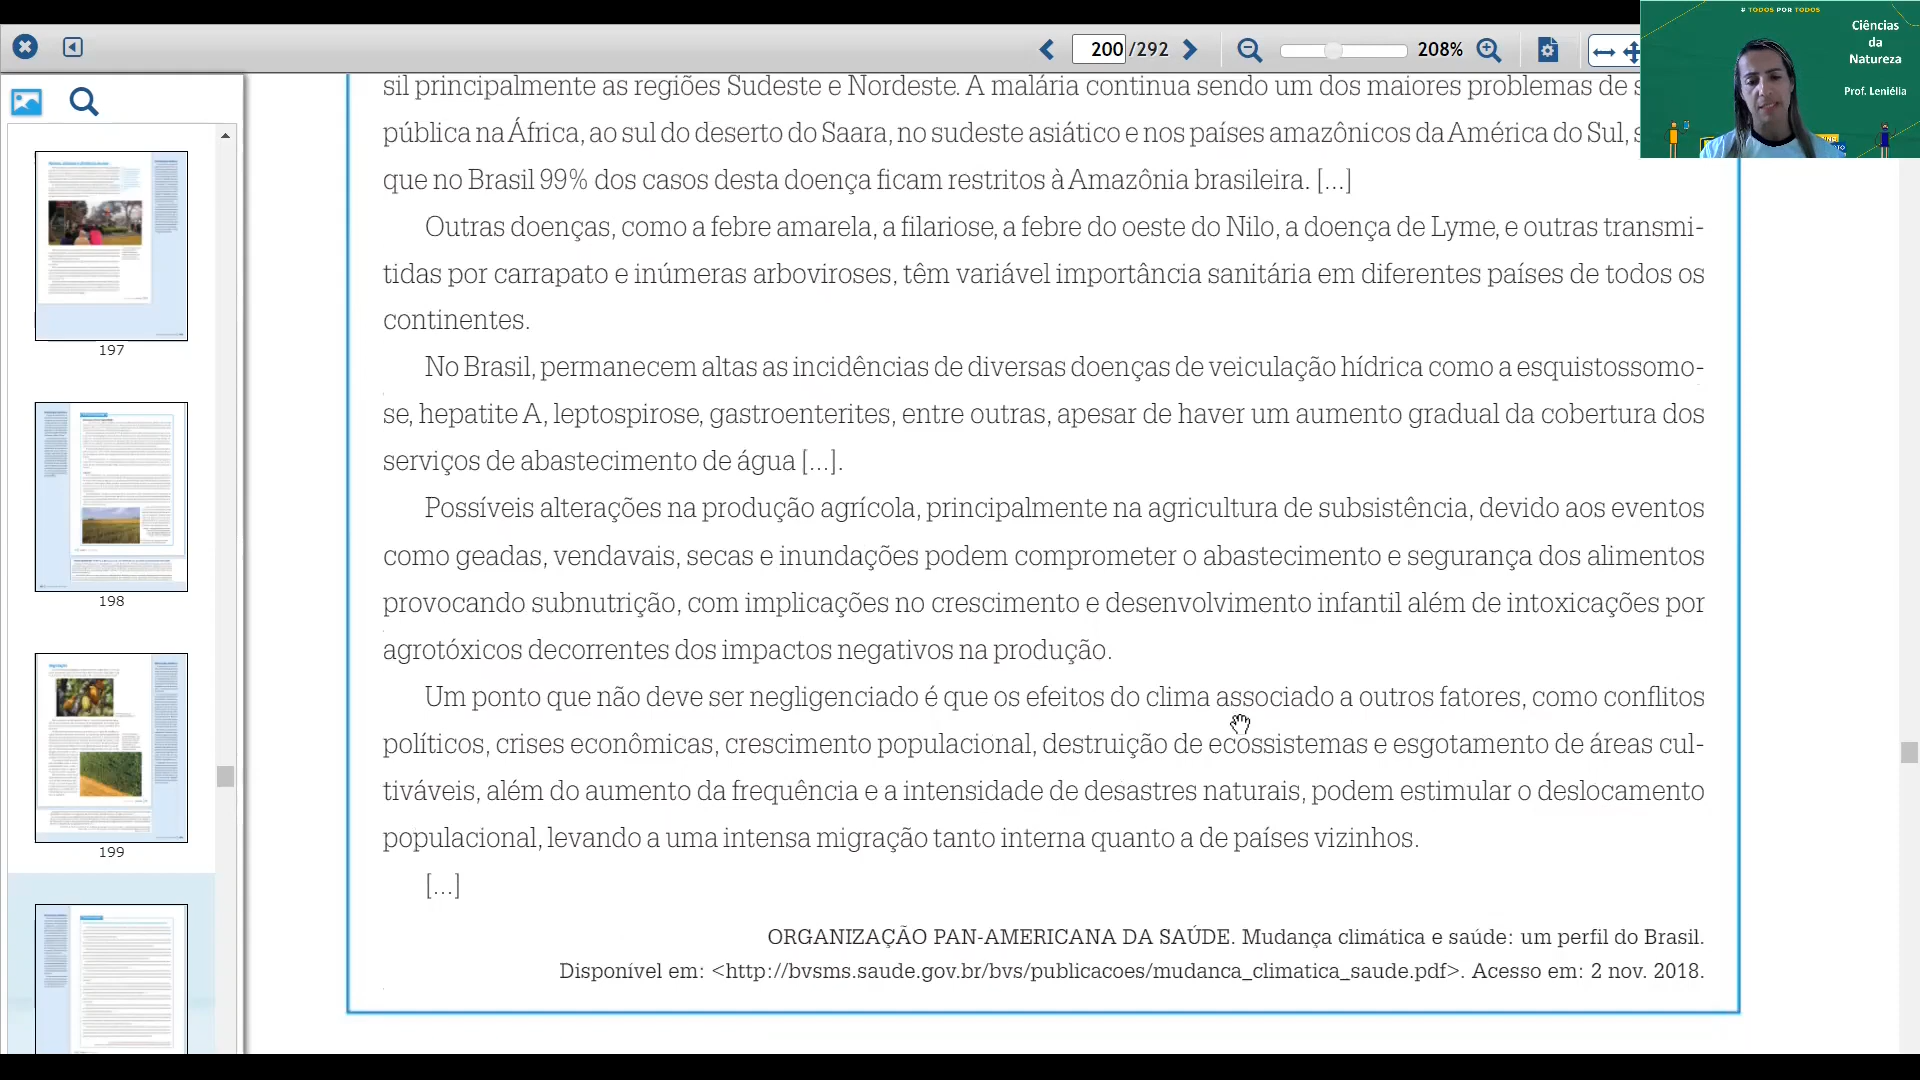 200 /292
208%
# TODOS POR TODOS
Ciências
da
Natureza
Prof. Leniélia
sil principalmente as regiões Sudeste e Nordeste. A malária continua sendo um dos maiores problemas de
pública na África, ao sul do deserto do Saara, no sudeste asiático e nos países amazônicos da América do Sul,
que no Brasil 99% dos casos desta doença ficam restritos à Amazônia brasileira. [...]
Outras doenças, como a febre amarela, a filariose, a febre do oeste do Nilo, a doença de Lyme, e outras transmi-
tidas por carrapato e inúmeras arboviroses, têm variável importância sanitária em diferentes países de todos os
continentes.
No Brasil, permanecem altas as incidências de diversas doenças de veiculação hídrica como a esquistossomo-
se, hepatite A, leptospirose, gastroenterites, entre outras, apesar de haver um aumento gradual da cobertura dos
serviços de abastecimento de água [...].
Possíveis alterações na produção agrícola, principalmente na agricultura de subsistência, devido aos eventos
como geadas, vendavais, secas e inundações podem comprometer o abastecimento e segurança dos alimentos
provocando subnutrição, com implicações no crescimento e desenvolvimento infantil além de intoxicações por
agrotóxicos decorrentes dos impactos negativos na produção.
Um ponto que não deve ser negligenciado é que os efeitos do clima associado a outros fatores, como conflitos
políticos, crises econômicas, crescimento populacional, destruição de ecossistemas e esgotamento de áreas cul-
tiváveis, além do aumento da frequência e a intensidade de desastres naturais, podem estimular o deslocamento
populacional, levando a uma intensa migração tanto interna quanto a de países vizinhos.
[...]
ORGANIZAÇÃO PAN-AMERICANA DA SAÚDE. Mudança climática e saúde: um perfil do Brasil.
Disponível em: <http://bvsms.saude.gov.br/bvs/publicacoes/mudanca_climatica_saude.pdf>. Acesso em: 2 nov. 2018.
197
198
199